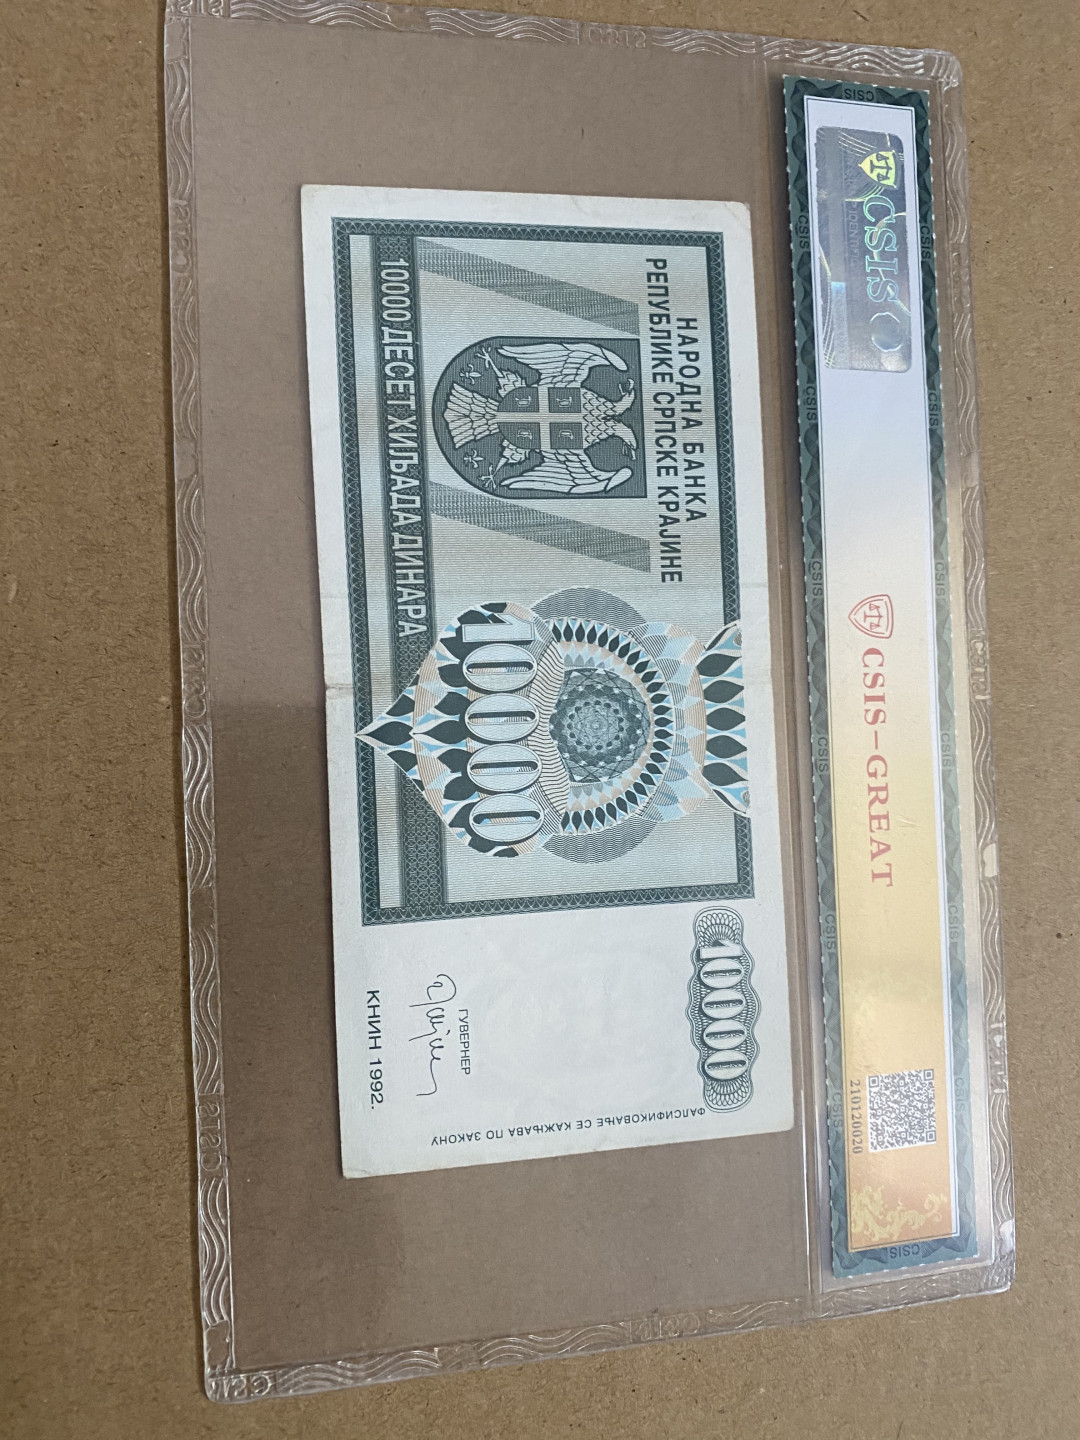 CSIS
CSIS-GREAT
210120020
НАРОДНА БАНКА
РЕПУБЛИКЕ СРПСКЕ КРАЈИНЕ
10000
10000 ДЕСЕТ ХИЉАДА ДИНАРА
10000
ГУВЕРНЕР
КНИН 1992.
ФАЛСИФИКОВАЊЕ СЕ КАЖЊАВА ПО ЗАКОНУ